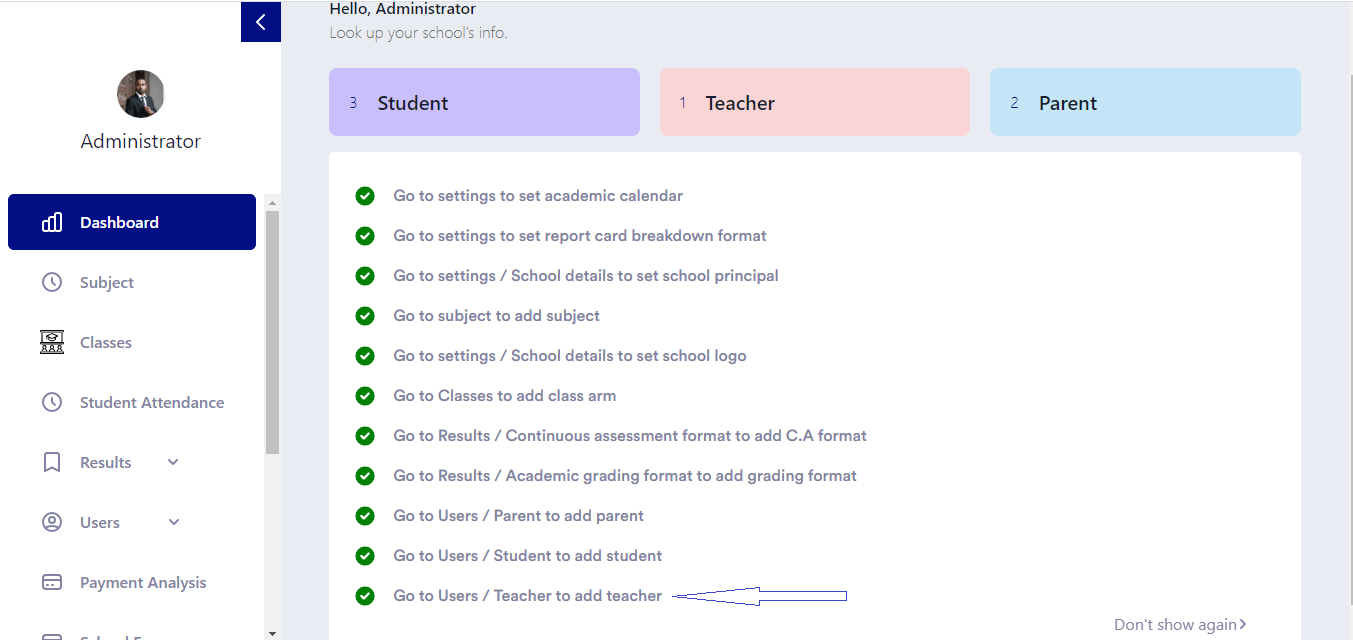 Hello, Administrator
Look up your school's info.
Administrator
3 Student
1 Teacher
2 Parent
Dashboard
Subject
Classes
Student Attendance
Results
Users
Payment Analysis
Go to settings to set academic calendar
Go to settings to set report card breakdown format
Go to settings / School details to set school principal
Go to subject to add subject
Go to settings / School details to set school logo
Go to Classes to add class arm
Go to Results / Continuous assessment format to add C.A format
Go to Results / Academic grading format to add grading format
Go to Users / Parent to add parent
Go to Users / Student to add student
Go to Users / Teacher to add teacher
Don't show again